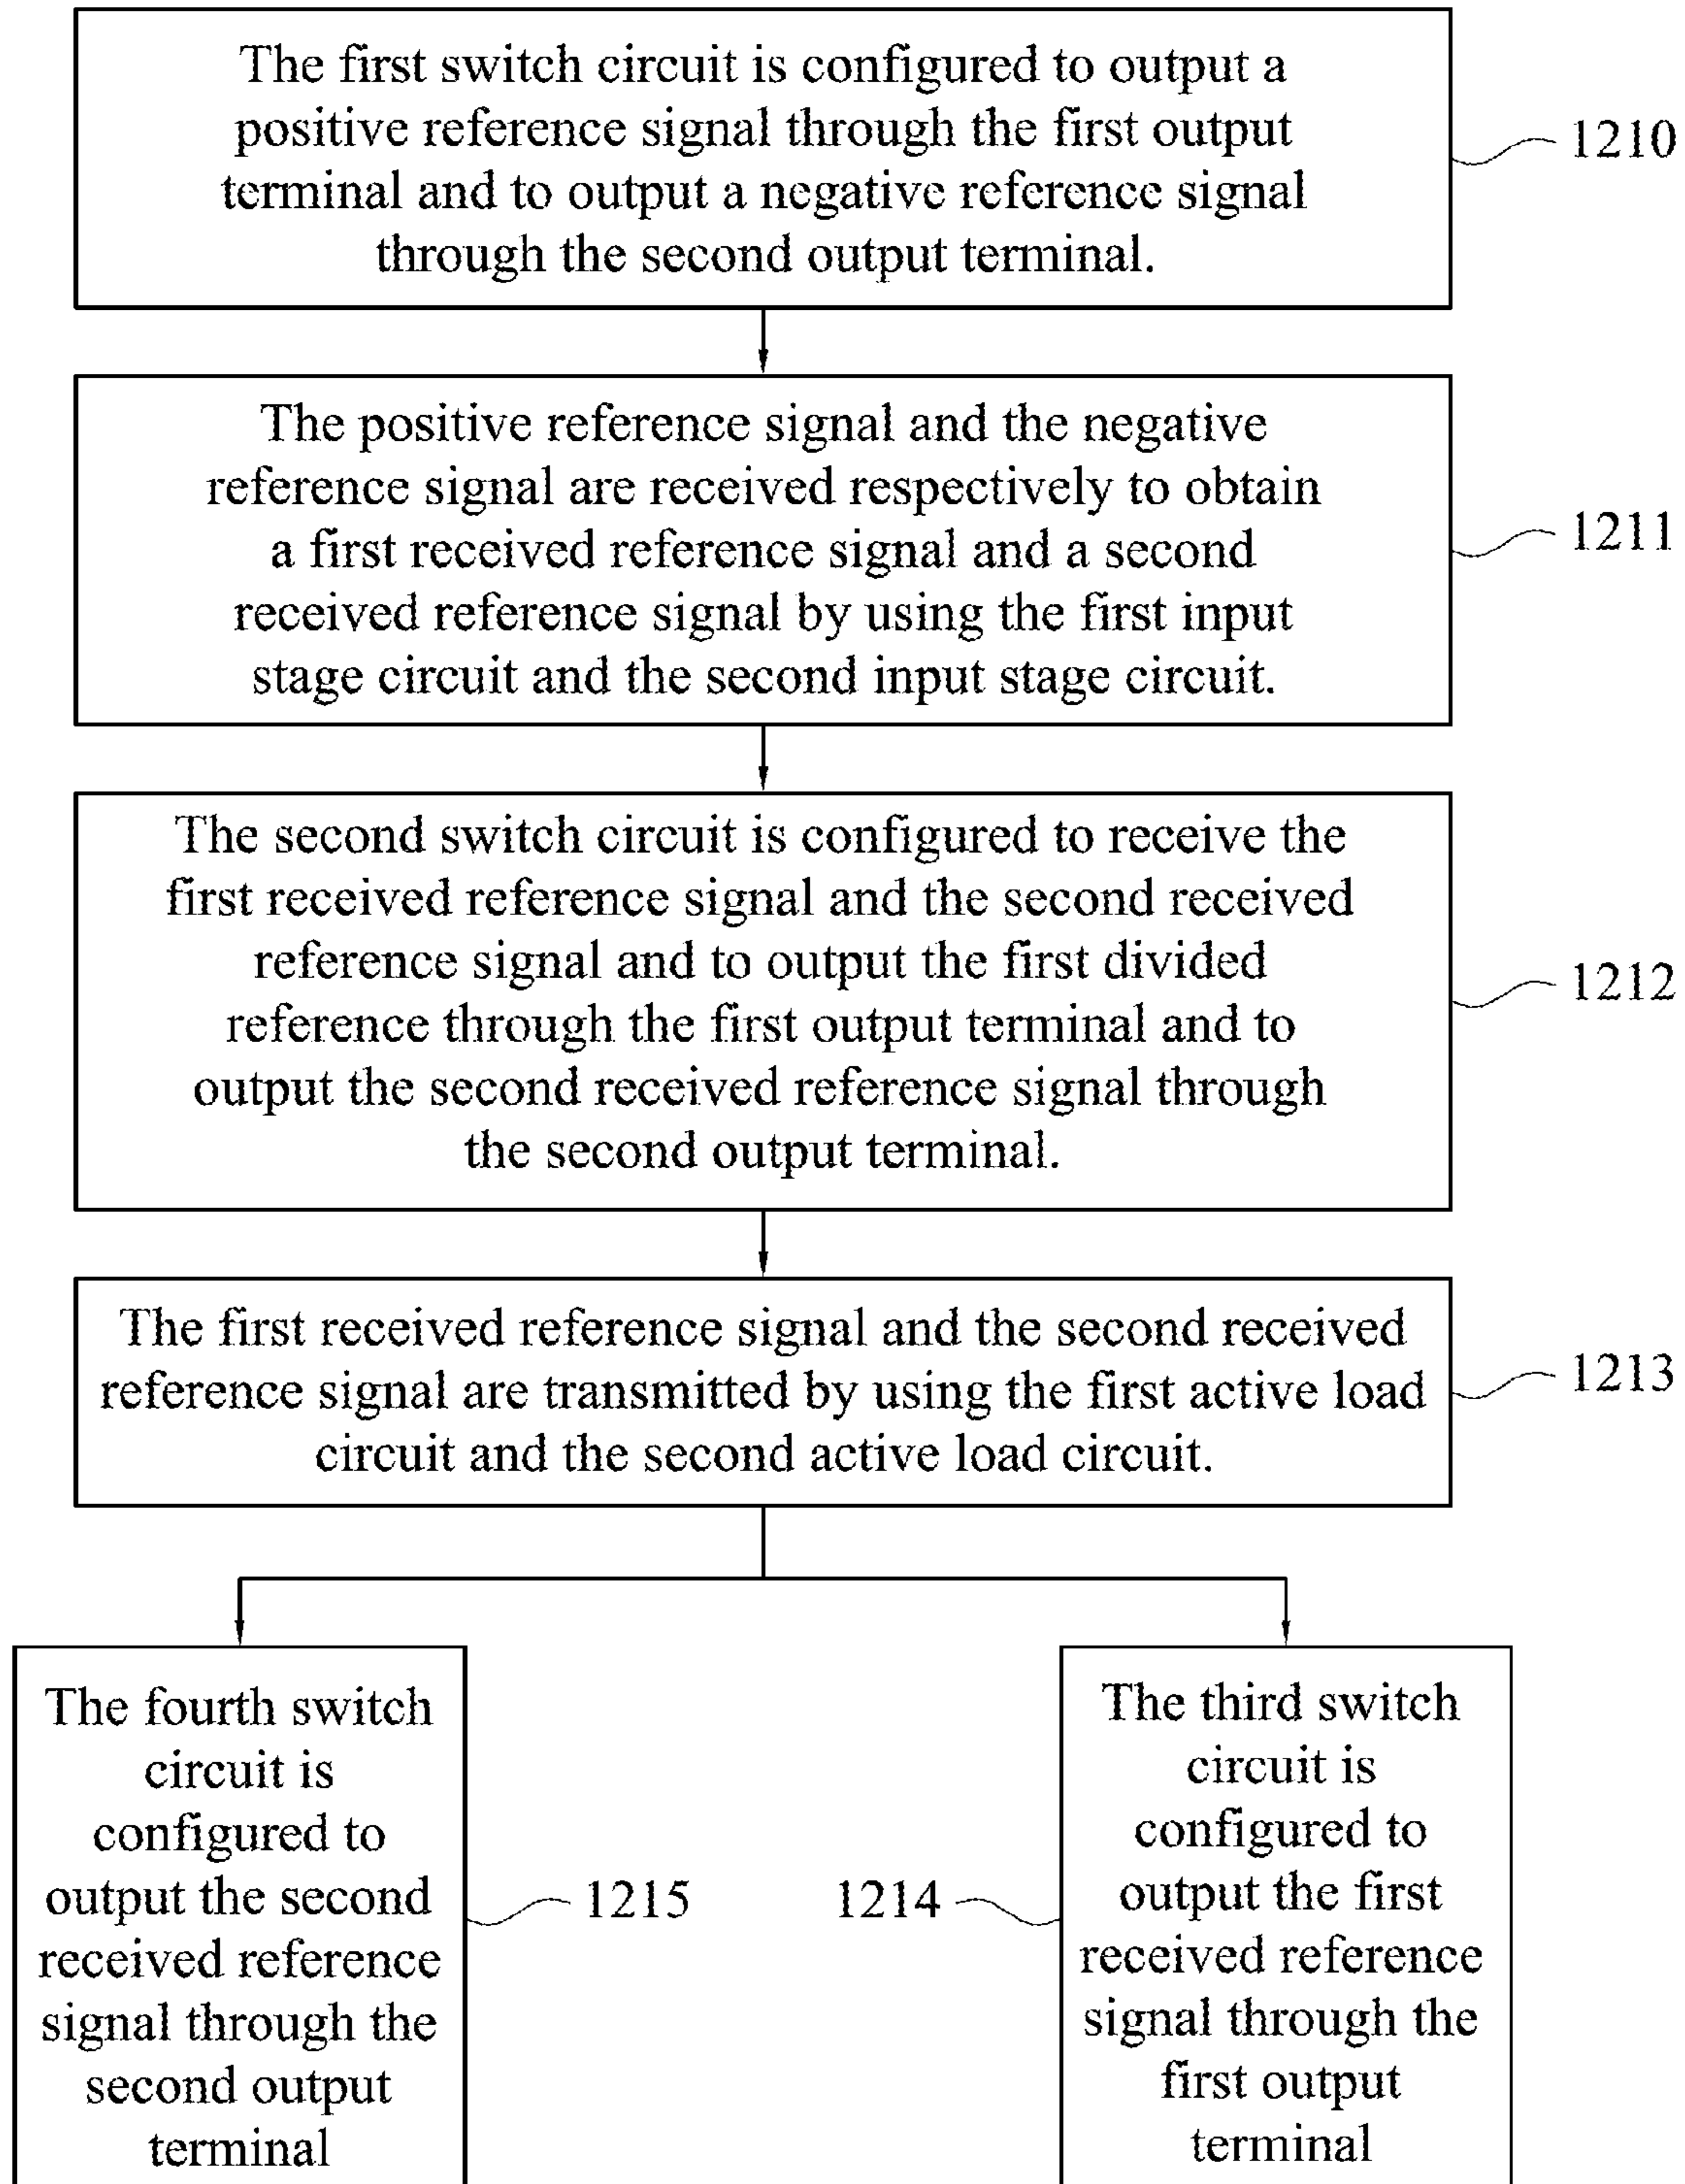 The first switch circuit is configured to output a
positive reference signal through the first output
terminal and to output a negative reference signal
through the second output terminal.
1210
The positive reference signal and the negative
reference signal are received respectively to obtain
a first received reference signal and a second
received reference signal by using the first input
stage circuit and the second input stage circuit.
1211
The second switch circuit is configured to receive the
first received reference signal and the second received
reference signal and to output the first divided
reference through the first output terminal and to
output the second received reference signal through
the second output terminal.
1212
The first received reference signal and the second received
reference signal are transmitted by using the first active load
circuit and the second active load circuit.
1213
The fourth switch
circuit is
configured to
output the second
received reference
signal through the
second output
terminal
1215
1214
The third switch
circuit is
configured to
output the first
received reference
signal through the
first output
terminal